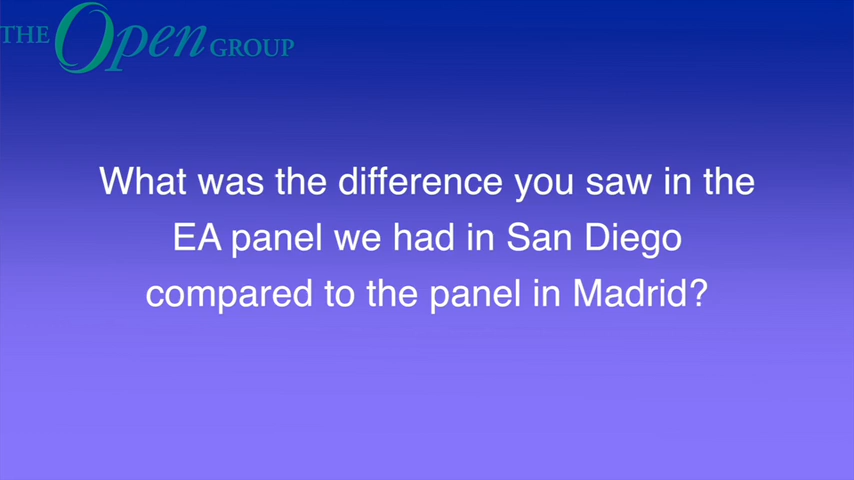 THE Open GROUP
What was the difference you saw in the
EA panel we had in San Diego
compared to the panel in Madrid?